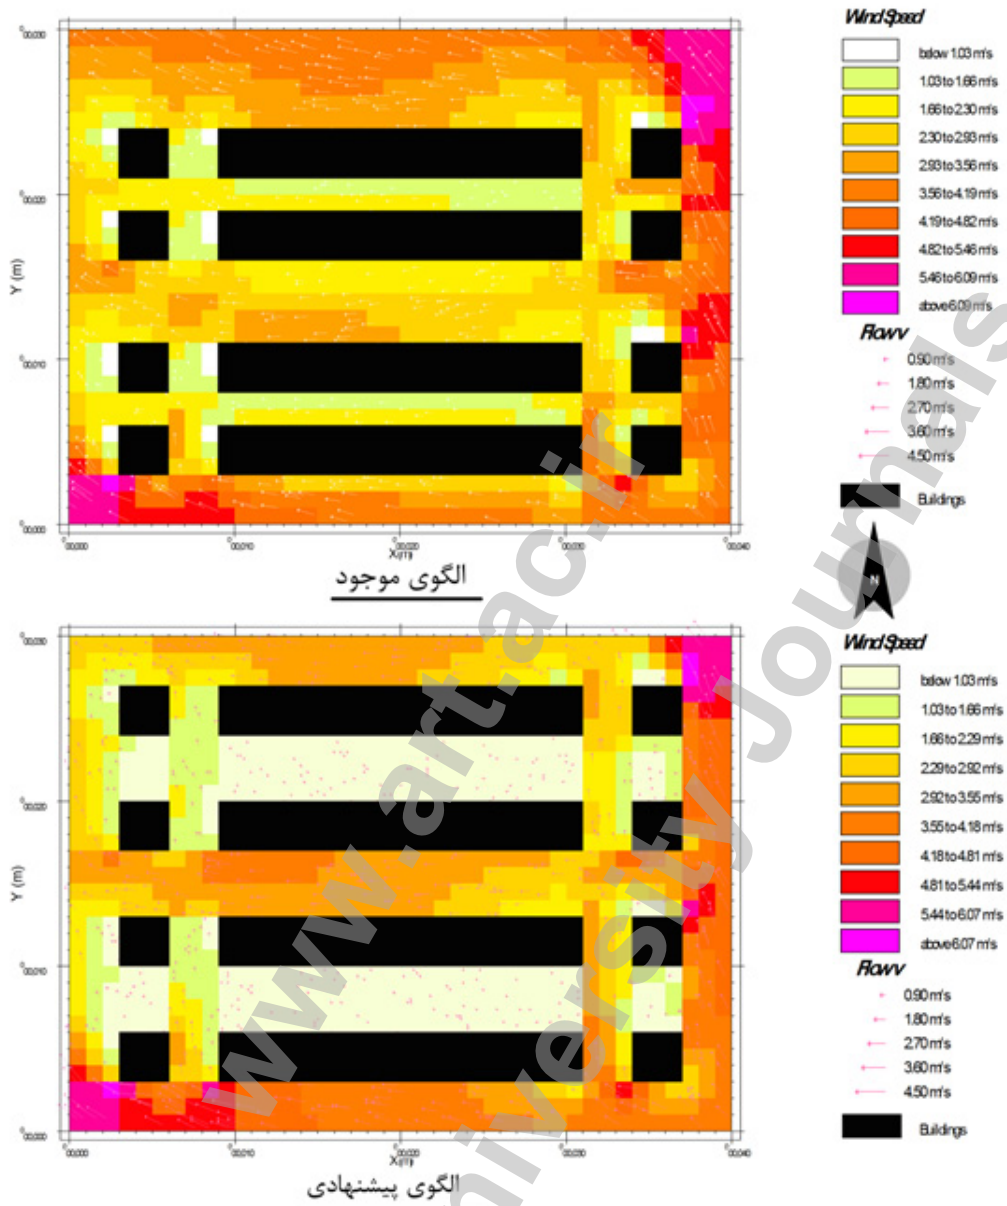 Wind Speed
below 1.03 m/s
1.03 to 1.66 m/s
1.66 to 2.30 m/s
2.30 to 2.93 m/s
2.93 to 3.56 m/s
3.56 to 4.19 m/s
4.19 to 4.82 m/s
4.82 to 5.46 m/s
5.46 to 6.09 m/s
above 6.09 m/s
Flow v
0.90 m/s
1.80 m/s
2.70 m/s
3.60 m/s
4.50 m/s
Buildings
N
Y (m)
X (m)
الگوی موجود
Wind Speed
below 1.03 m/s
1.03 to 1.66 m/s
1.66 to 2.29 m/s
2.29 to 2.92 m/s
2.92 to 3.55 m/s
3.55 to 4.18 m/s
4.18 to 4.81 m/s
4.81 to 5.44 m/s
5.44 to 6.07 m/s
above 6.07 m/s
Flow v
0.90 m/s
1.80 m/s
2.70 m/s
3.60 m/s
4.50 m/s
Buildings
Y (m)
X (m)
الگوی پیشنهادی
www.art.ac.ir
University Journals